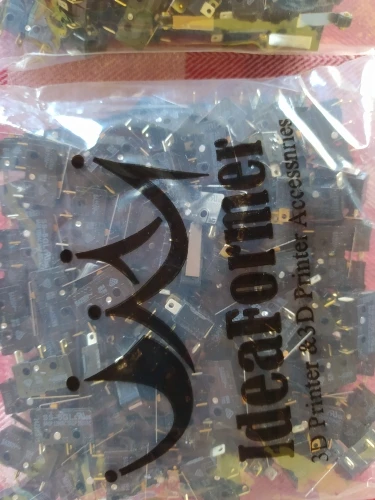 IdeaFormer
3D Printer &3D Printer Accessories